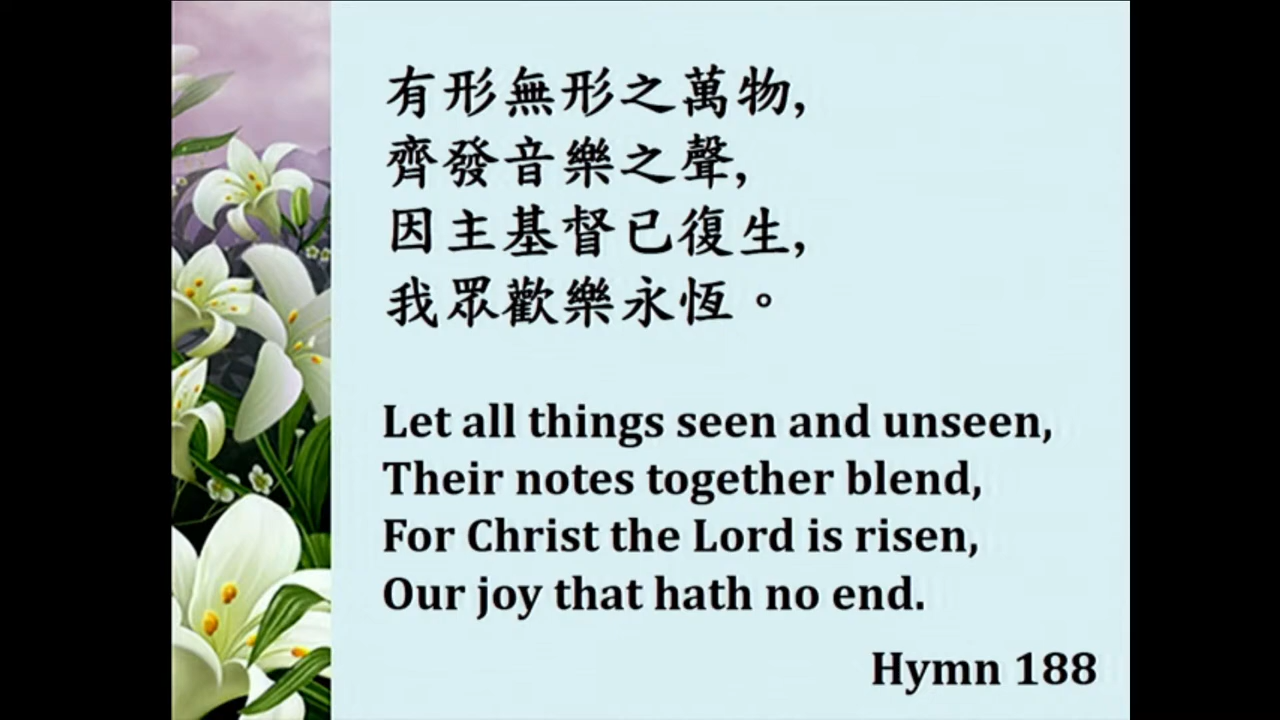 有形無形之萬物,
齊發音樂之聲,
因主基督已復生,
我眾歡樂永恆。
Let all things seen and unseen,
Their notes together blend,
For Christ the Lord is risen,
Our joy that hath no end.
Hymn 188